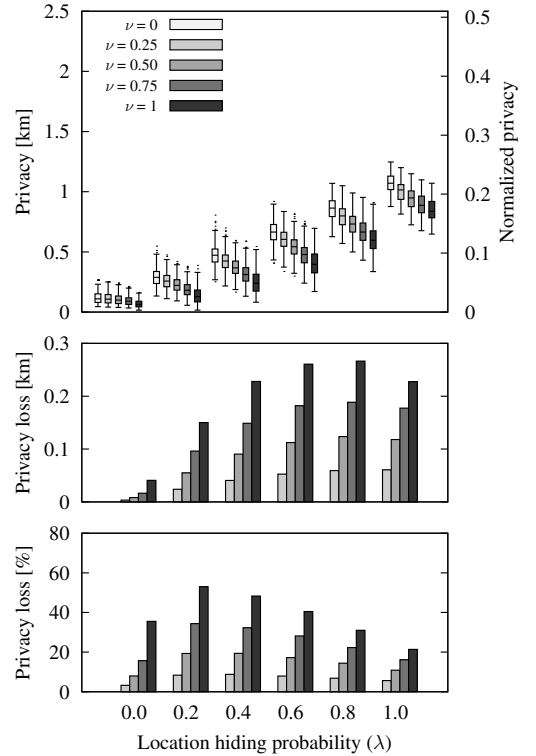 2.5
2
1.5
1
0.5
0
Privacy [km]
ν = 0
ν = 0.25
ν = 0.50
ν = 0.75
ν = 1
0.5
0.4
0.3
0.2
0.1
0
Normalized privacy
0.3
0.2
0.1
0
Privacy loss [km]
80
60
40
20
0
Privacy loss [%]
0.0 0.2 0.4 0.6 0.8 1.0
Location hiding probability (λ)